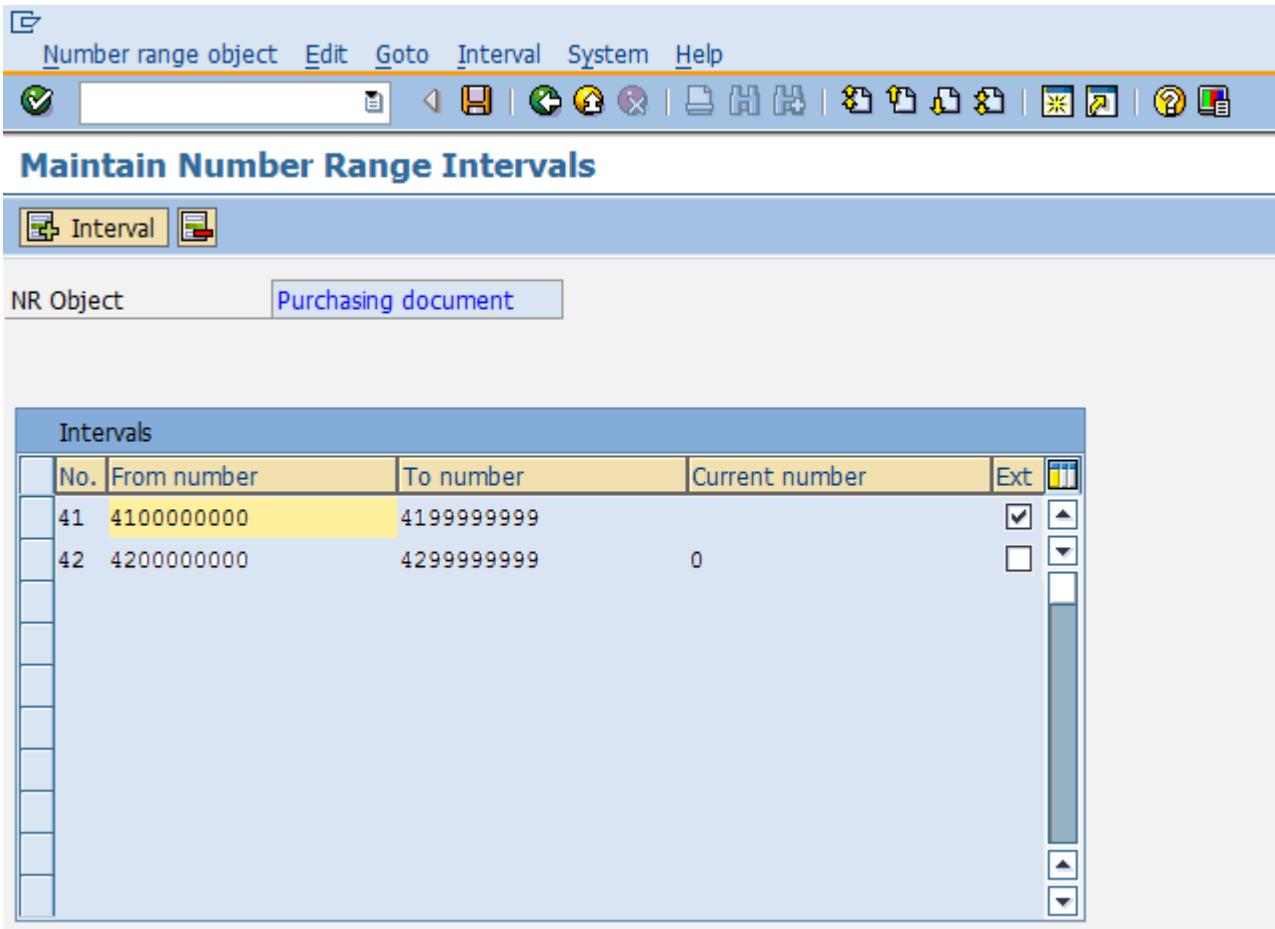 Number range object Edit Goto Interval System Help
Maintain Number Range Intervals
Interval
NR Object Purchasing document
Intervals
No. From number To number Current number Ext
41 4100000000 4199999999
42 4200000000 4299999999 0